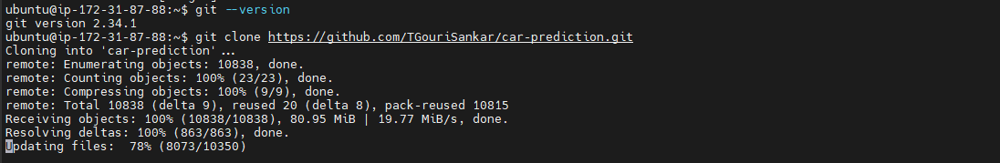 ubuntu@ip-172-31-87-88:~$ git --version
git version 2.34.1
ubuntu@ip-172-31-87-88:~$ git clone https://github.com/TGouriSankar/car-prediction.git
Cloning into 'car-prediction'...
remote: Enumerating objects: 10838, done.
remote: Counting objects: 100% (23/23), done.
remote: Compressing objects: 100% (9/9), done.
remote: Total 10838 (delta 9), reused 20 (delta 8), pack-reused 10815
Receiving objects: 100% (10838/10838), 80.95 MiB | 19.77 MiB/s, done.
Resolving deltas: 100% (863/863), done.
Updating files:  78% (8073/10350)